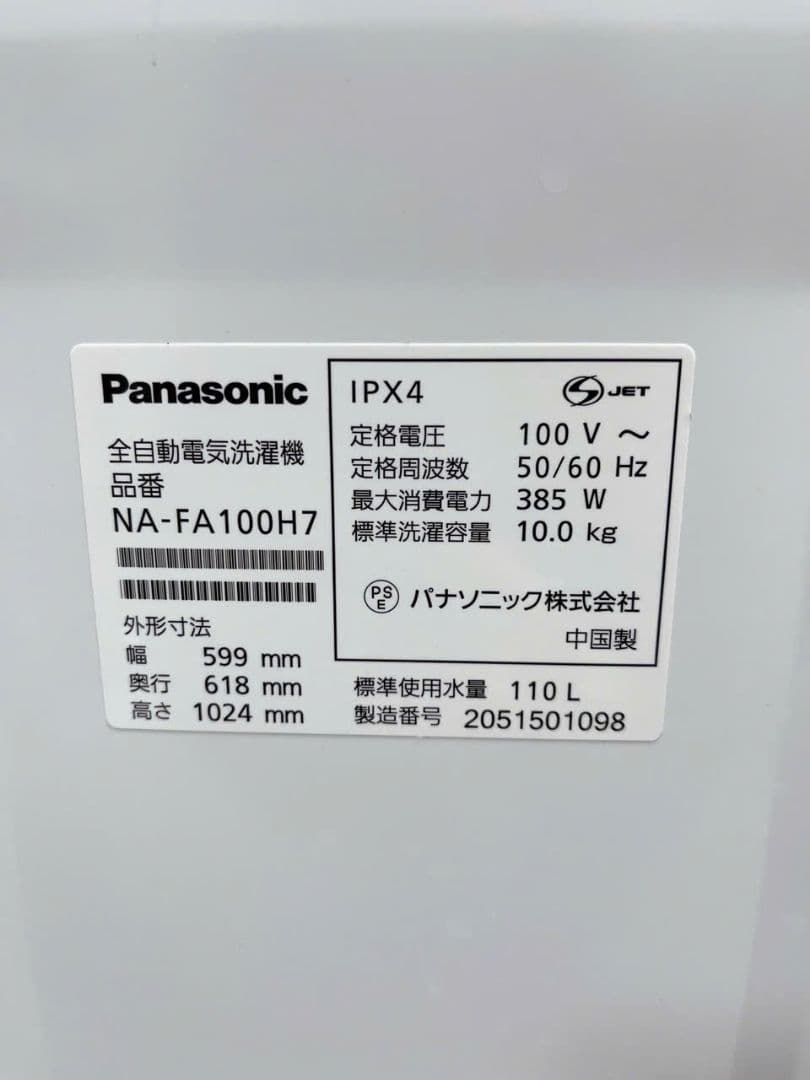 Panasonic
全自動電気洗濯機
品番
NA-FA100H7
外形寸法
幅 599 mm
奥行 618 mm
高さ 1024 mm
IPX4
S JET
定格電圧 100 V ～
定格周波数 50/60 Hz
最大消費電力 385 W
標準洗濯容量 10.0 kg
PS E パナソニック株式会社
中国製
標準使用水量 110 L
製造番号 2051501098